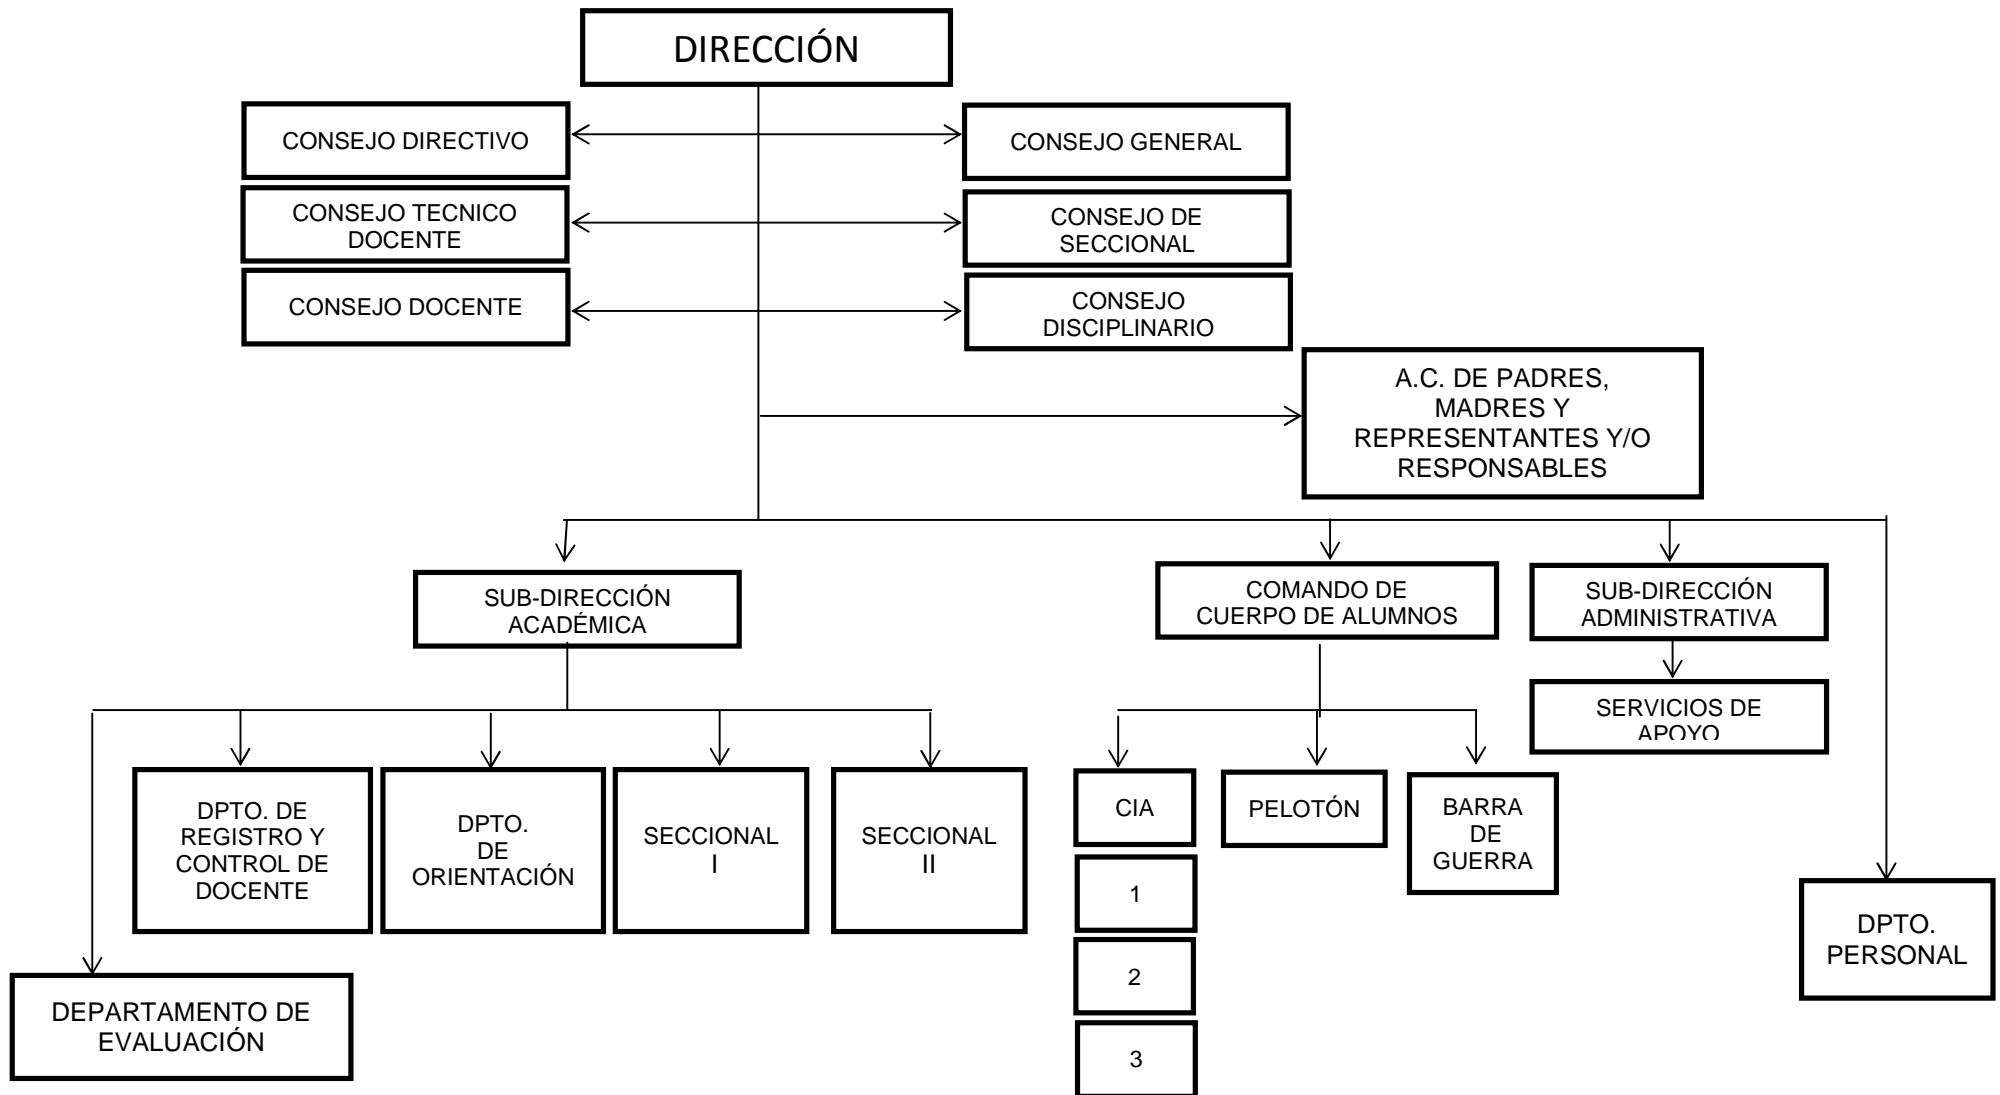 DIRECCIÓN
CONSEJO DIRECTIVO
CONSEJO GENERAL
CONSEJO TECNICO
DOCENTE
CONSEJO DE
SECCIONAL
CONSEJO DOCENTE
CONSEJO
DISCIPLINARIO
A.C. DE PADRES,
MADRES Y
REPRESENTANTES Y/O
RESPONSABLES
SUB-DIRECCIÓN
ACADÉMICA
COMANDO DE
CUERPO DE ALUMNOS
SUB-DIRECCIÓN
ADMINISTRATIVA
SERVICIOS DE
APOYO
DPTO. DE
REGISTRO Y
CONTROL DE
DOCENTE
DPTO.
DE
ORIENTACIÓN
SECCIONAL
I
SECCIONAL
II
CIA
1
2
3
PELOTÓN
BARRA
DE
GUERRA
DPTO.
PERSONAL
DEPARTAMENTO DE
EVALUACIÓN